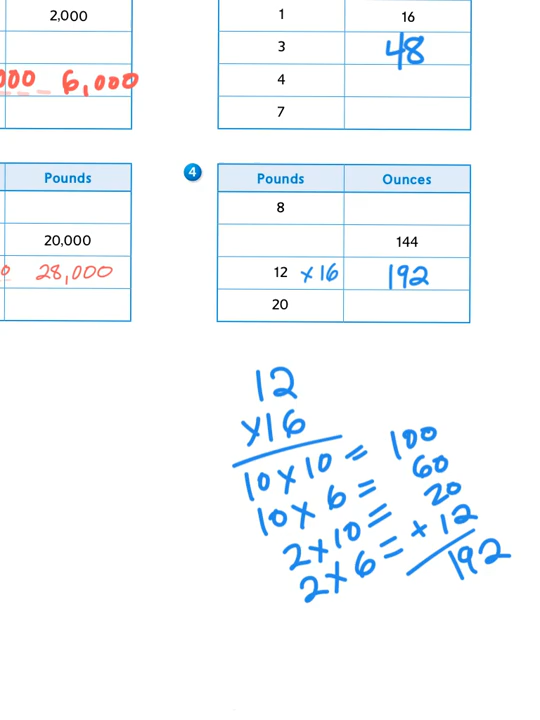 2,000
000 6,000
1 16
3 48
4
7
Pounds
20,000
0 28,000
4
Pounds Ounces
8
144
12 x16 192
20
12
x16
10 x 10 = 100
10 x 6 = 60
2 x 10 = 20
2 x 6 = + 12
192